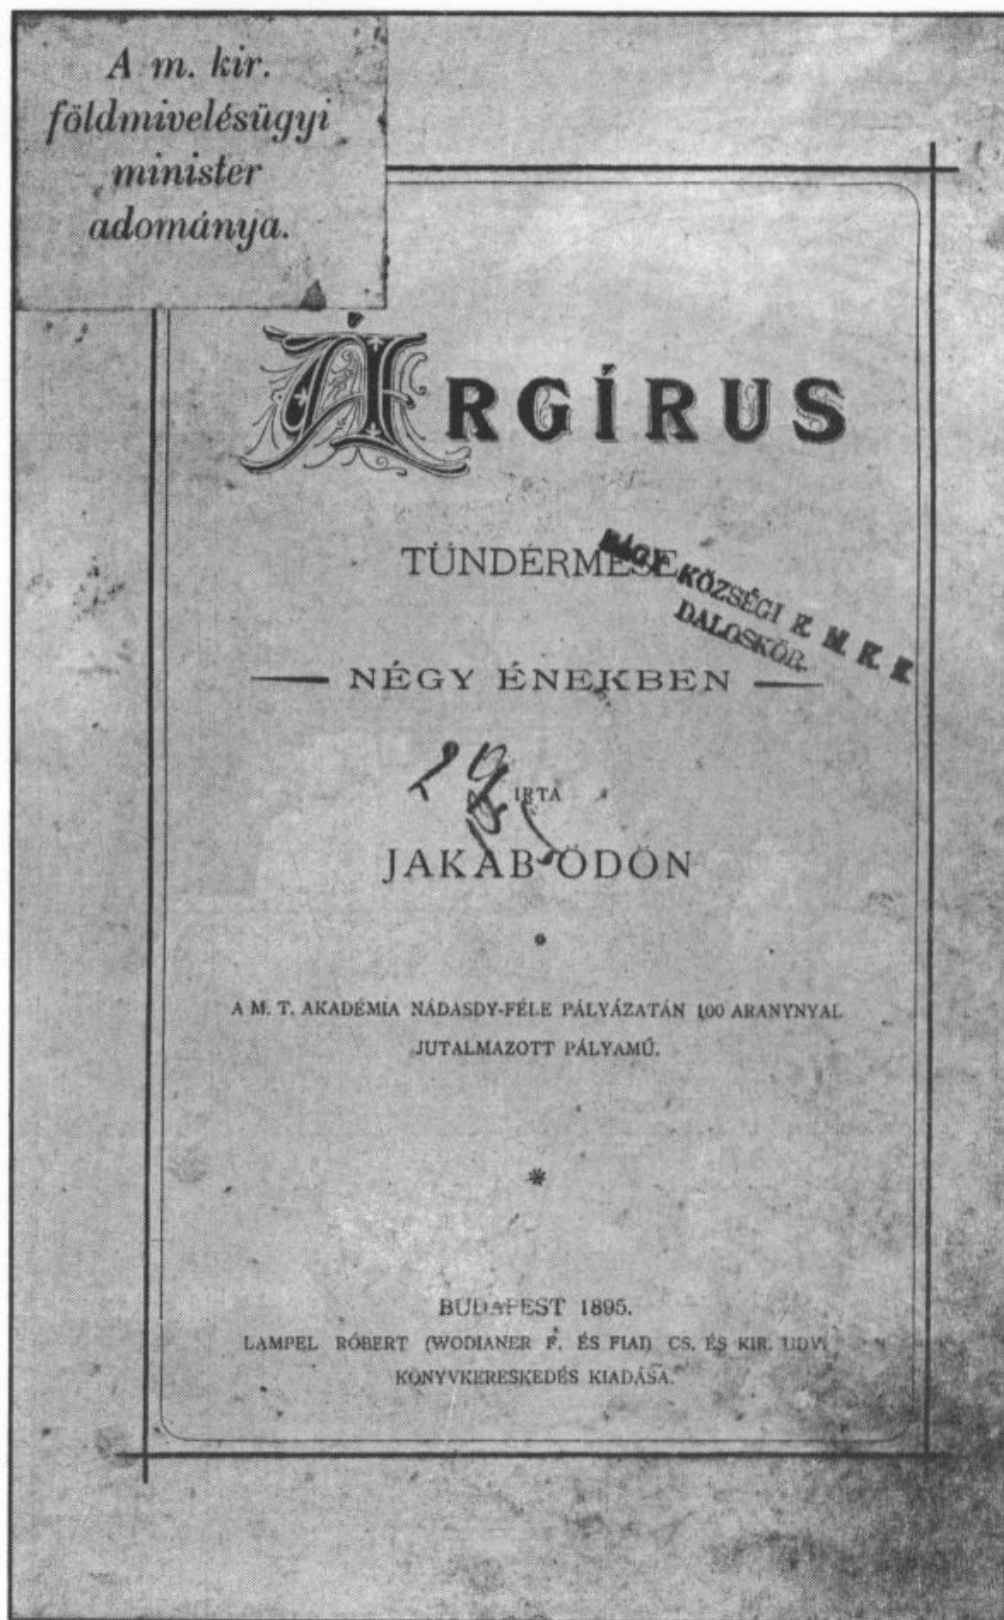 A m. kir.
földmivelésügyi
minister
adománya.
ÁRGÍRUS
TÜNDÉRMESE
KÖZSÉGI
DALOSKÖR.
NÉGY ÉNEKBEN
IRTA
JAKAB ÖDÖN
A M. T. AKADÉMIA NÁDASDY-FÉLE PÁLYÁZATÁN 100 ARANYNYAL
JUTALMAZOTT PÁLYAMŰ.
BUDAPEST 1895.
LAMPEL RÓBERT (WODIANER F. ÉS FIAI) CS. ÉS KIR. UDV.
KÖNYVKERESKEDÉS KIADÁSA.